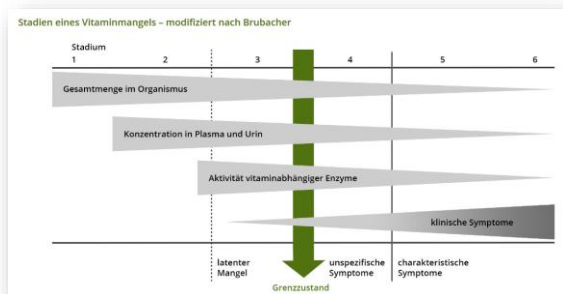 Stadien eines Vitaminmangels – modifiziert nach Brubacher
Stadium
1 2 3 4 5 6
Gesamtmenge im Organismus
Konzentration in Plasma und Urin
Aktivität vitaminabhängiger Enzyme
klinische Symptome
latenter Mangel
unspezifische Symptome
charakteristische Symptome
Grenzzustand